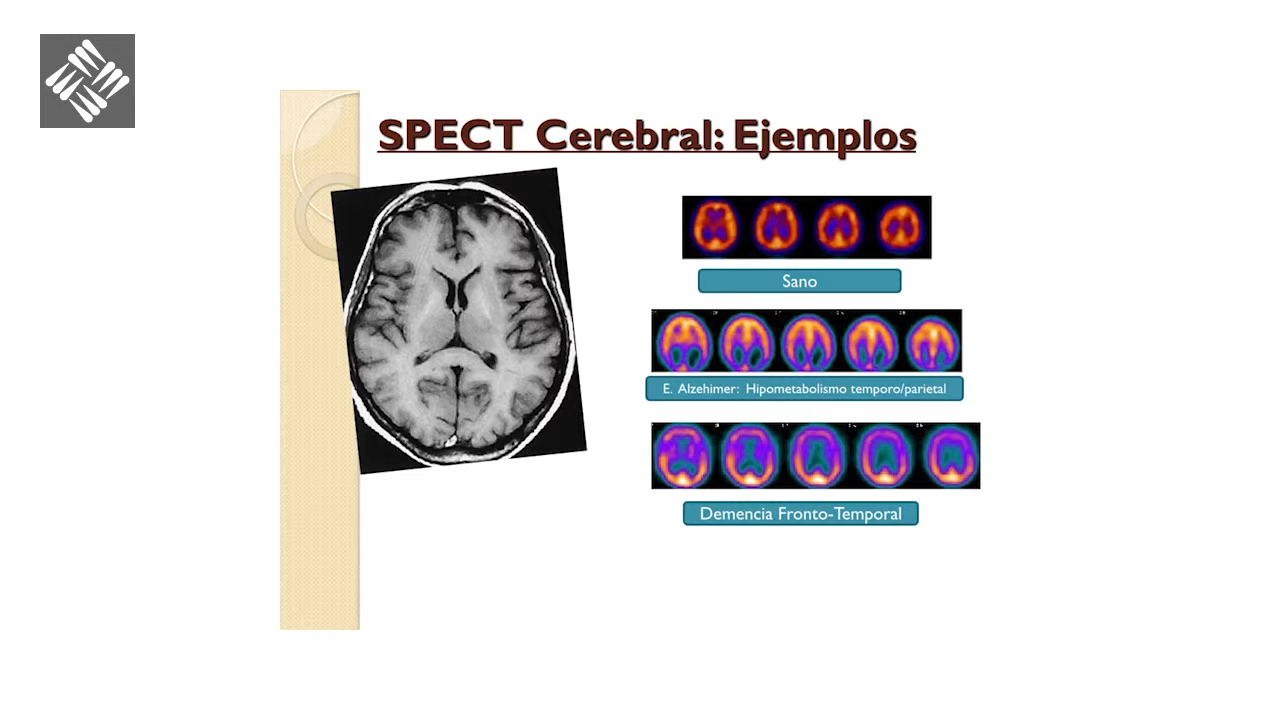 SPECT Cerebral: Ejemplos
Sano
E. Alzehimer: Hipometabolismo temporo/parietal
Demencia Fronto-Temporal